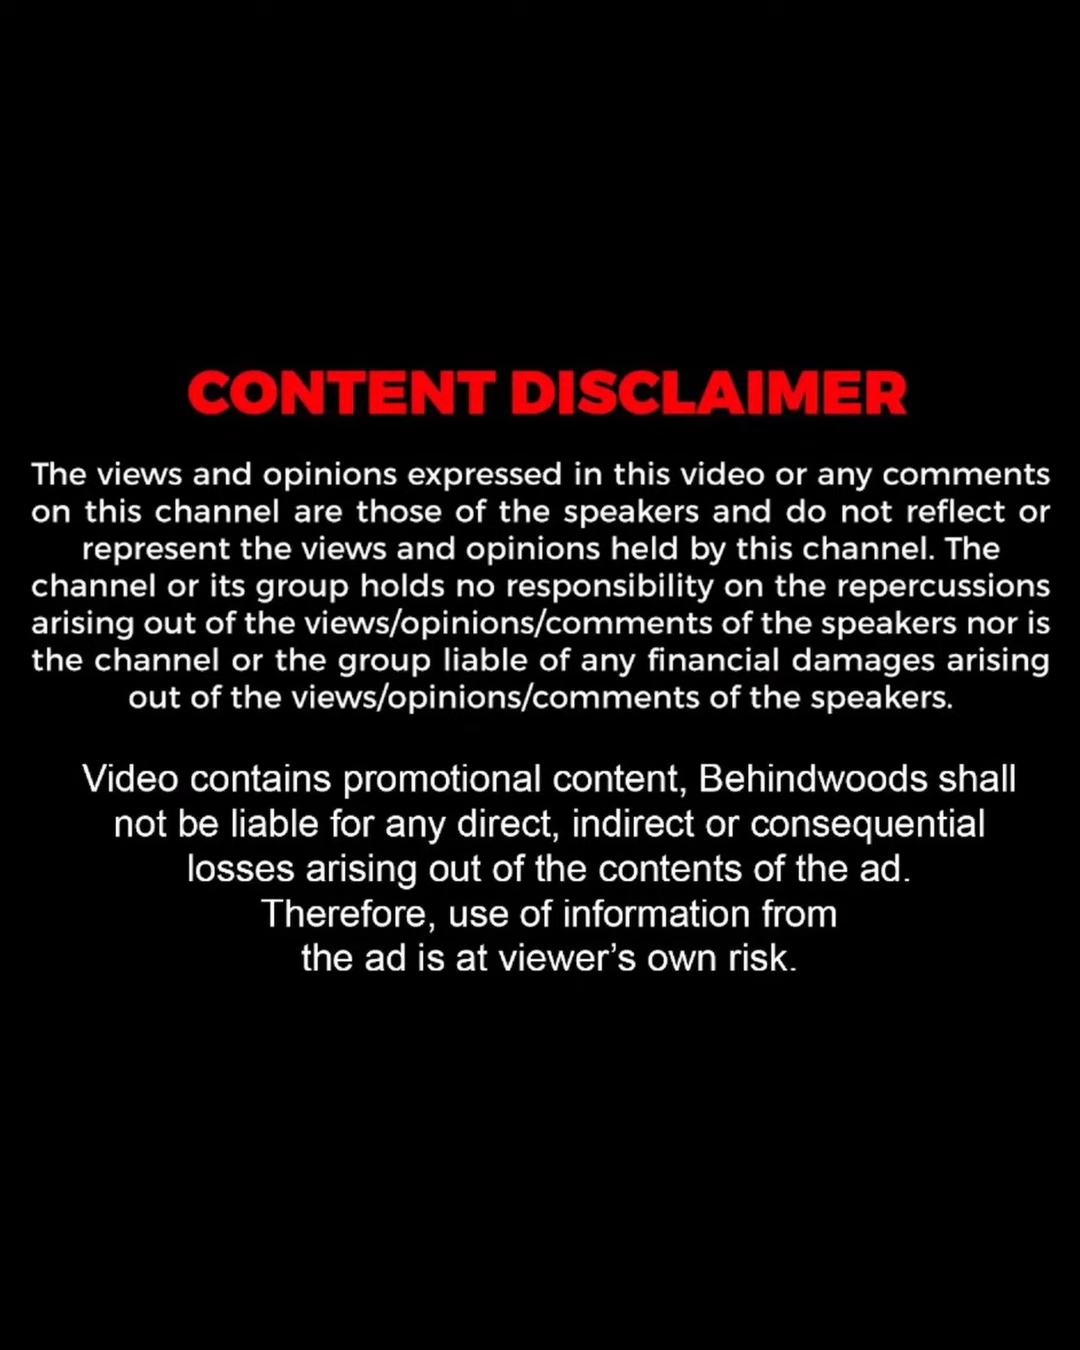 CONTENT DISCLAIMER
The views and opinions expressed in this video or any comments
on this channel are those of the speakers and do not reflect or
represent the views and opinions held by this channel. The
channel or its group holds no responsibility on the repercussions
arising out of the views/opinions/comments of the speakers nor is
the channel or the group liable of any financial damages arising
out of the views/opinions/comments of the speakers.
Video contains promotional content, Behindwoods shall
not be liable for any direct, indirect or consequential
losses arising out of the contents of the ad.
Therefore, use of information from
the ad is at viewer’s own risk.